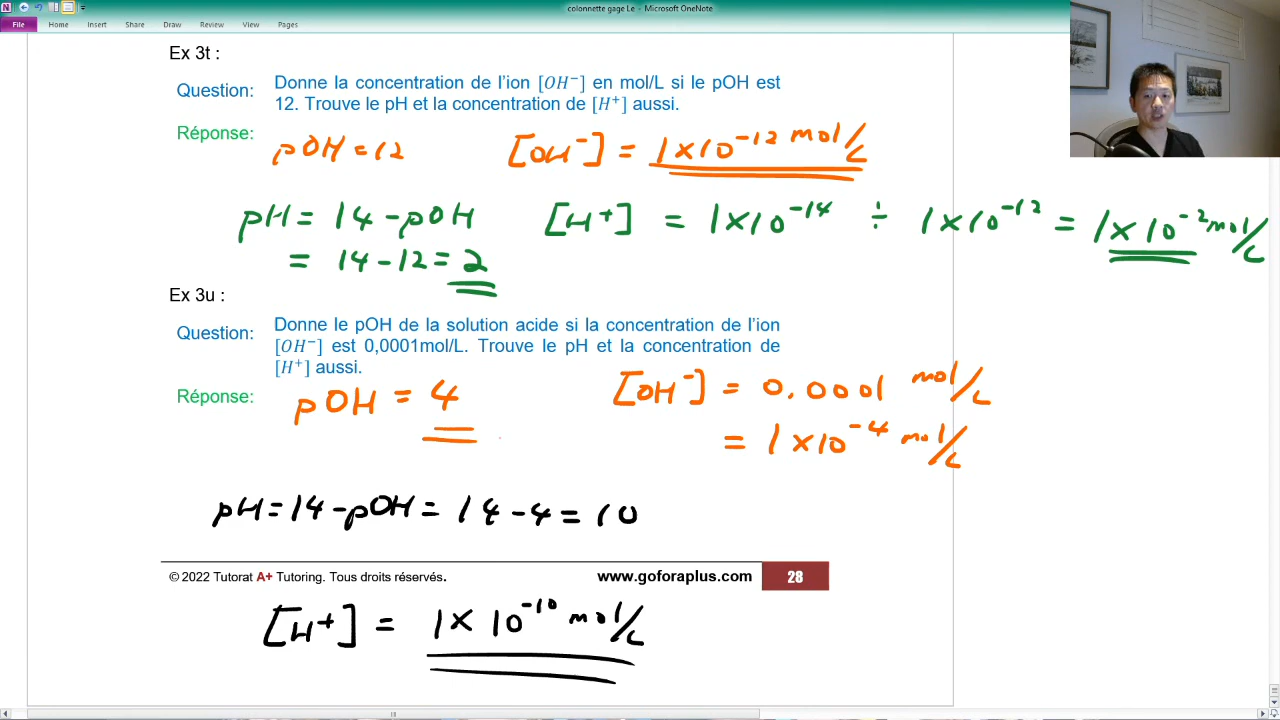 colonnette gage Le - Microsoft OneNote
File Home Insert Share Draw Review View Pages
Ex 3t :
Question: Donne la concentration de l'ion [OH⁻] en mol/L si le pOH est
12. Trouve le pH et la concentration de [H⁺] aussi.
Réponse:
pOH = 12 [OH⁻] = 1×10⁻¹² mol/L
pH = 14 - pOH [H⁺] = 1×10⁻¹⁴ ÷ 1×10⁻¹² = 1×10⁻² mol/L
= 14 - 12 = 2
Ex 3u :
Question: Donne le pOH de la solution acide si la concentration de l'ion
[OH⁻] est 0,0001mol/L. Trouve le pH et la concentration de
[H⁺] aussi.
Réponse: pOH = 4 [OH⁻] = 0.0001 mol/L
= 1×10⁻⁴ mol/L
pH = 14 - pOH = 14 - 4 = 10
© 2022 Tutorat A+ Tutoring. Tous droits réservés. www.goforaplus.com 28
[H⁺] = 1×10⁻¹⁰ mol/L